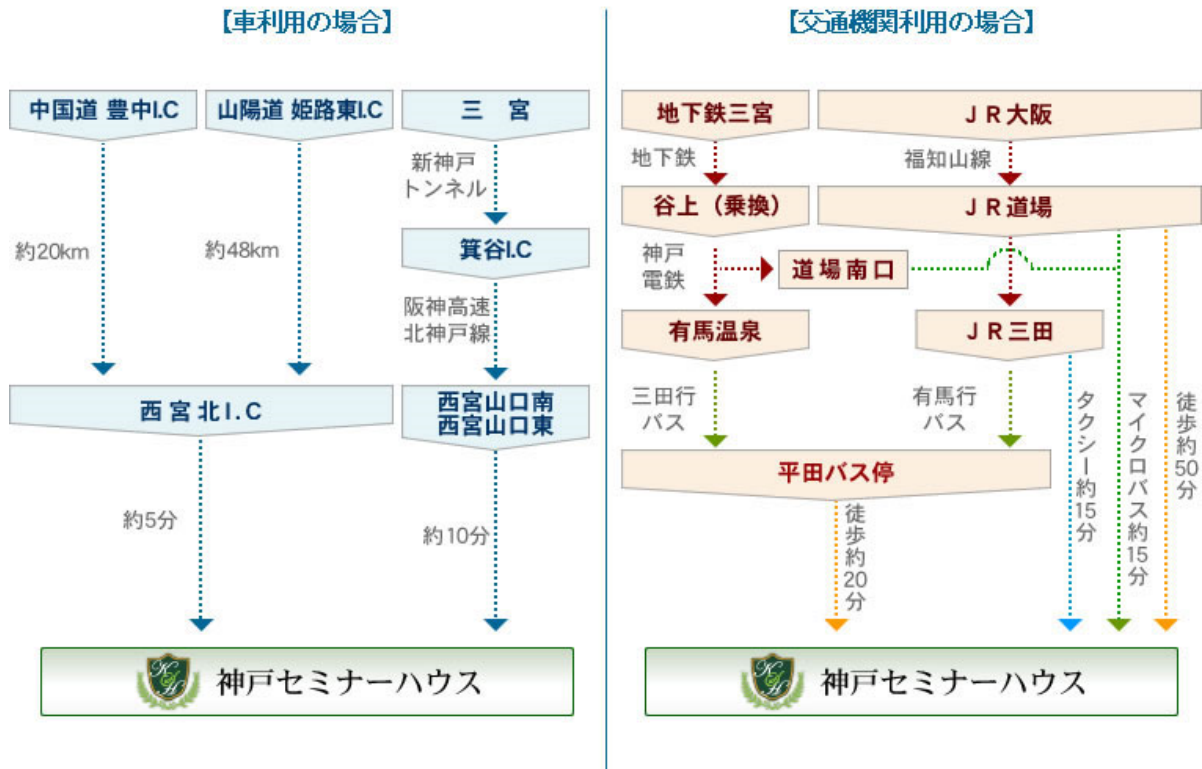 【車利用の場合】
中国道 豊中I.C
山陽道 姫路東I.C
三 宮
新神戸
トンネル
箕谷I.C
約20km
約48km
阪神高速
北神戸線
西宮北I.C
西宮山口南
西宮山口東
約5分
約10分
KSH
神戸セミナーハウス
【交通機関利用の場合】
地下鉄三宮
JR大阪
地下鉄
福知山線
谷上（乗換）
JR道場
神戸
電鉄
道場南口
有馬温泉
JR三田
三田行
バス
有馬行
バス
平田バス停
徒歩約20分
タクシー約15分
マイクロバス約15分
徒歩約50分
KSH
神戸セミナーハウス